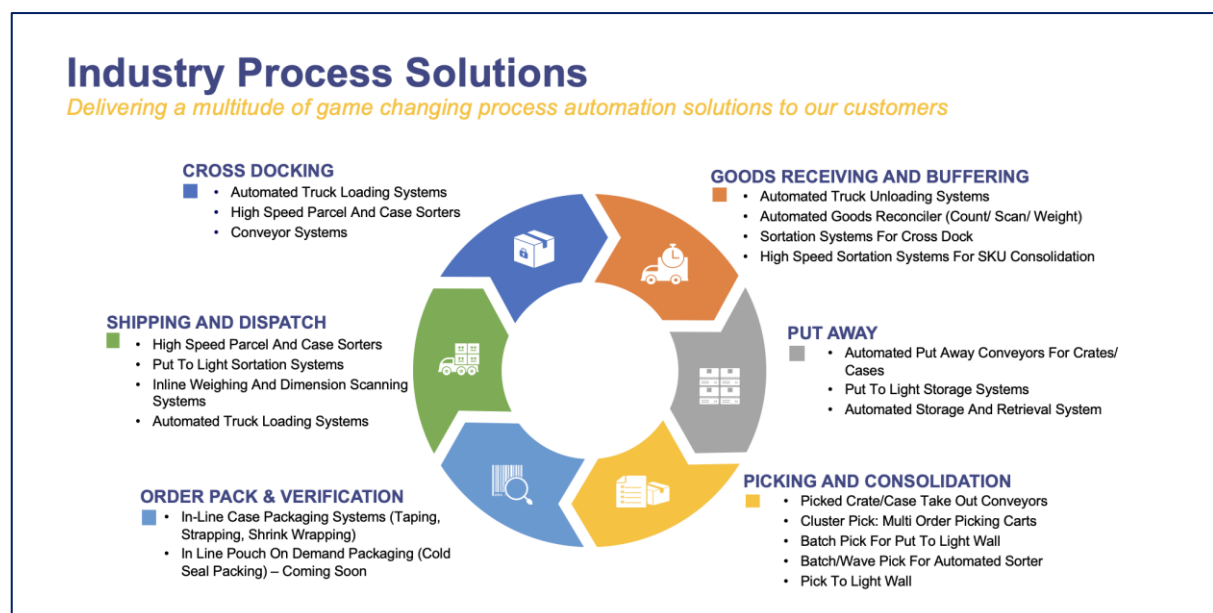 Industry Process Solutions
Delivering a multitude of game changing process automation solutions to our customers
CROSS DOCKING
• Automated Truck Loading Systems
• High Speed Parcel And Case Sorters
• Conveyor Systems
GOODS RECEIVING AND BUFFERING
• Automated Truck Unloading Systems
• Automated Goods Reconciler (Count/ Scan/ Weight)
• Sortation Systems For Cross Dock
• High Speed Sortation Systems For SKU Consolidation
SHIPPING AND DISPATCH
• High Speed Parcel And Case Sorters
• Put To Light Sortation Systems
• Inline Weighing And Dimension Scanning
Systems
• Automated Truck Loading Systems
PUT AWAY
• Automated Put Away Conveyors For Crates/
Cases
• Put To Light Storage Systems
• Automated Storage And Retrieval System
ORDER PACK & VERIFICATION
• In-Line Case Packaging Systems (Taping,
Strapping, Shrink Wrapping)
• In Line Pouch On Demand Packaging (Cold
Seal Packing) – Coming Soon
PICKING AND CONSOLIDATION
• Picked Crate/Case Take Out Conveyors
• Cluster Pick: Multi Order Picking Carts
• Batch Pick For Put To Light Wall
• Batch/Wave Pick For Automated Sorter
• Pick To Light Wall